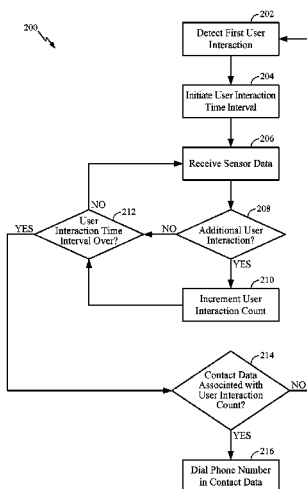 200
202
Detect First User
Interaction
204
Initiate User Interaction
Time Interval
206
Receive Sensor Data
NO
212
User
Interaction Time
Interval Over?
YES
208
Additional User
Interaction?
NO
YES
210
Increment User
Interaction Count
214
Contact Data
Associated with
User Interaction
Count?
NO
YES
216
Dial Phone Number
in Contact Data